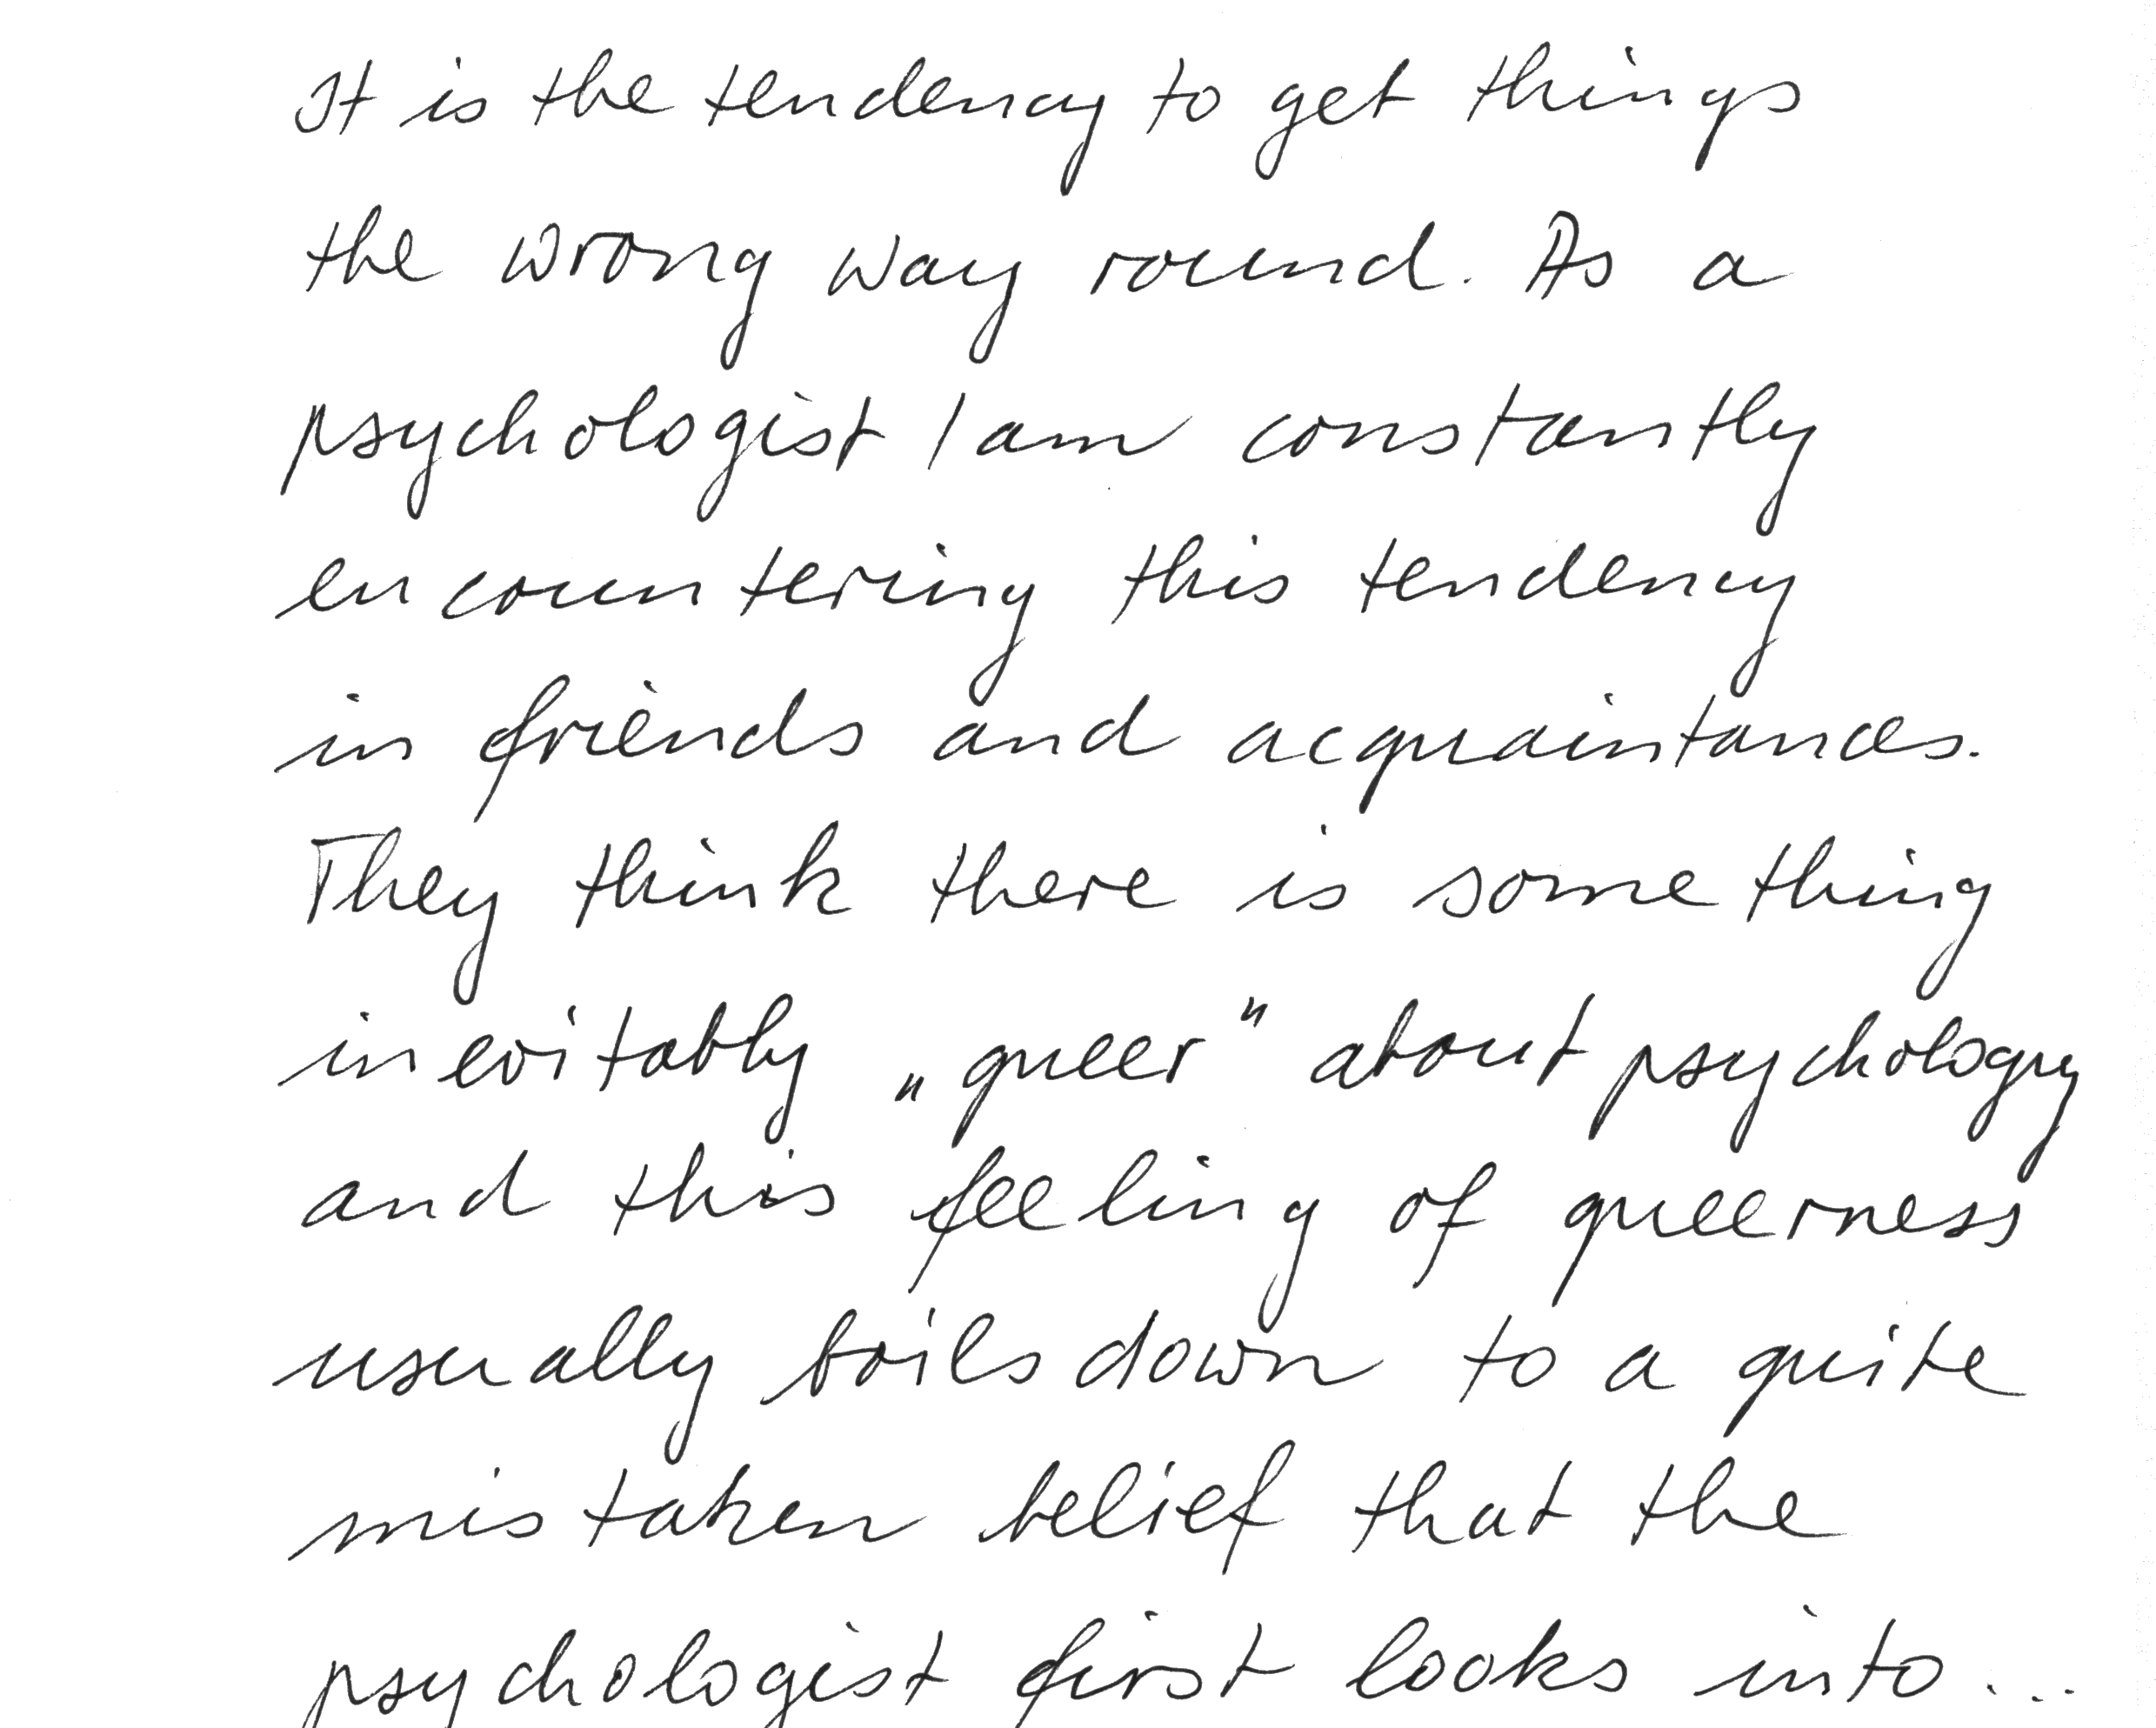 It is the tendency to get things
the wrong way round. As a
psychologist I am constantly
encountering this tendency
in friends and acquaintances.
They think there is something
inevitably „queer" about psychology
and this feeling of queerness
usually boils down to a quite
mistaken belief that the
psychologist first looks into...